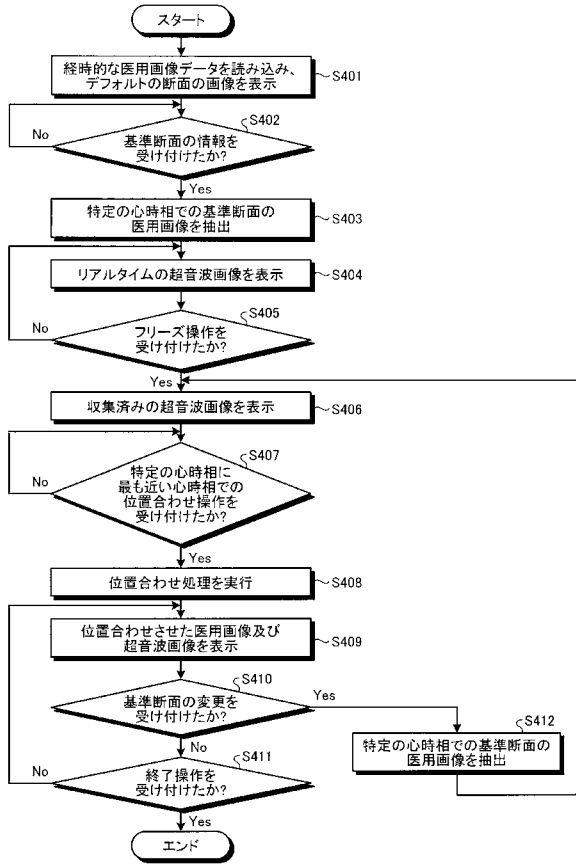 スタート
経時的な医用画像データを読み込み、
デフォルトの断面の画像を表示
S401
S402
No
基準断面の情報を
受け付けたか?
Yes
特定の心時相での基準断面の
医用画像を抽出
S403
リアルタイムの超音波画像を表示
S404
S405
No
フリーズ操作を
受け付けたか?
Yes
収集済みの超音波画像を表示
S406
S407
No
特定の心時相に
最も近い心時相での
位置合わせ操作を
受け付けたか?
Yes
位置合わせ処理を実行
S408
位置合わせさせた医用画像及び
超音波画像を表示
S409
S410
基準断面の変更を
受け付けたか?
Yes
S412
特定の心時相での基準断面の
医用画像を抽出
No
S411
No
終了操作を
受け付けたか?
Yes
エンド